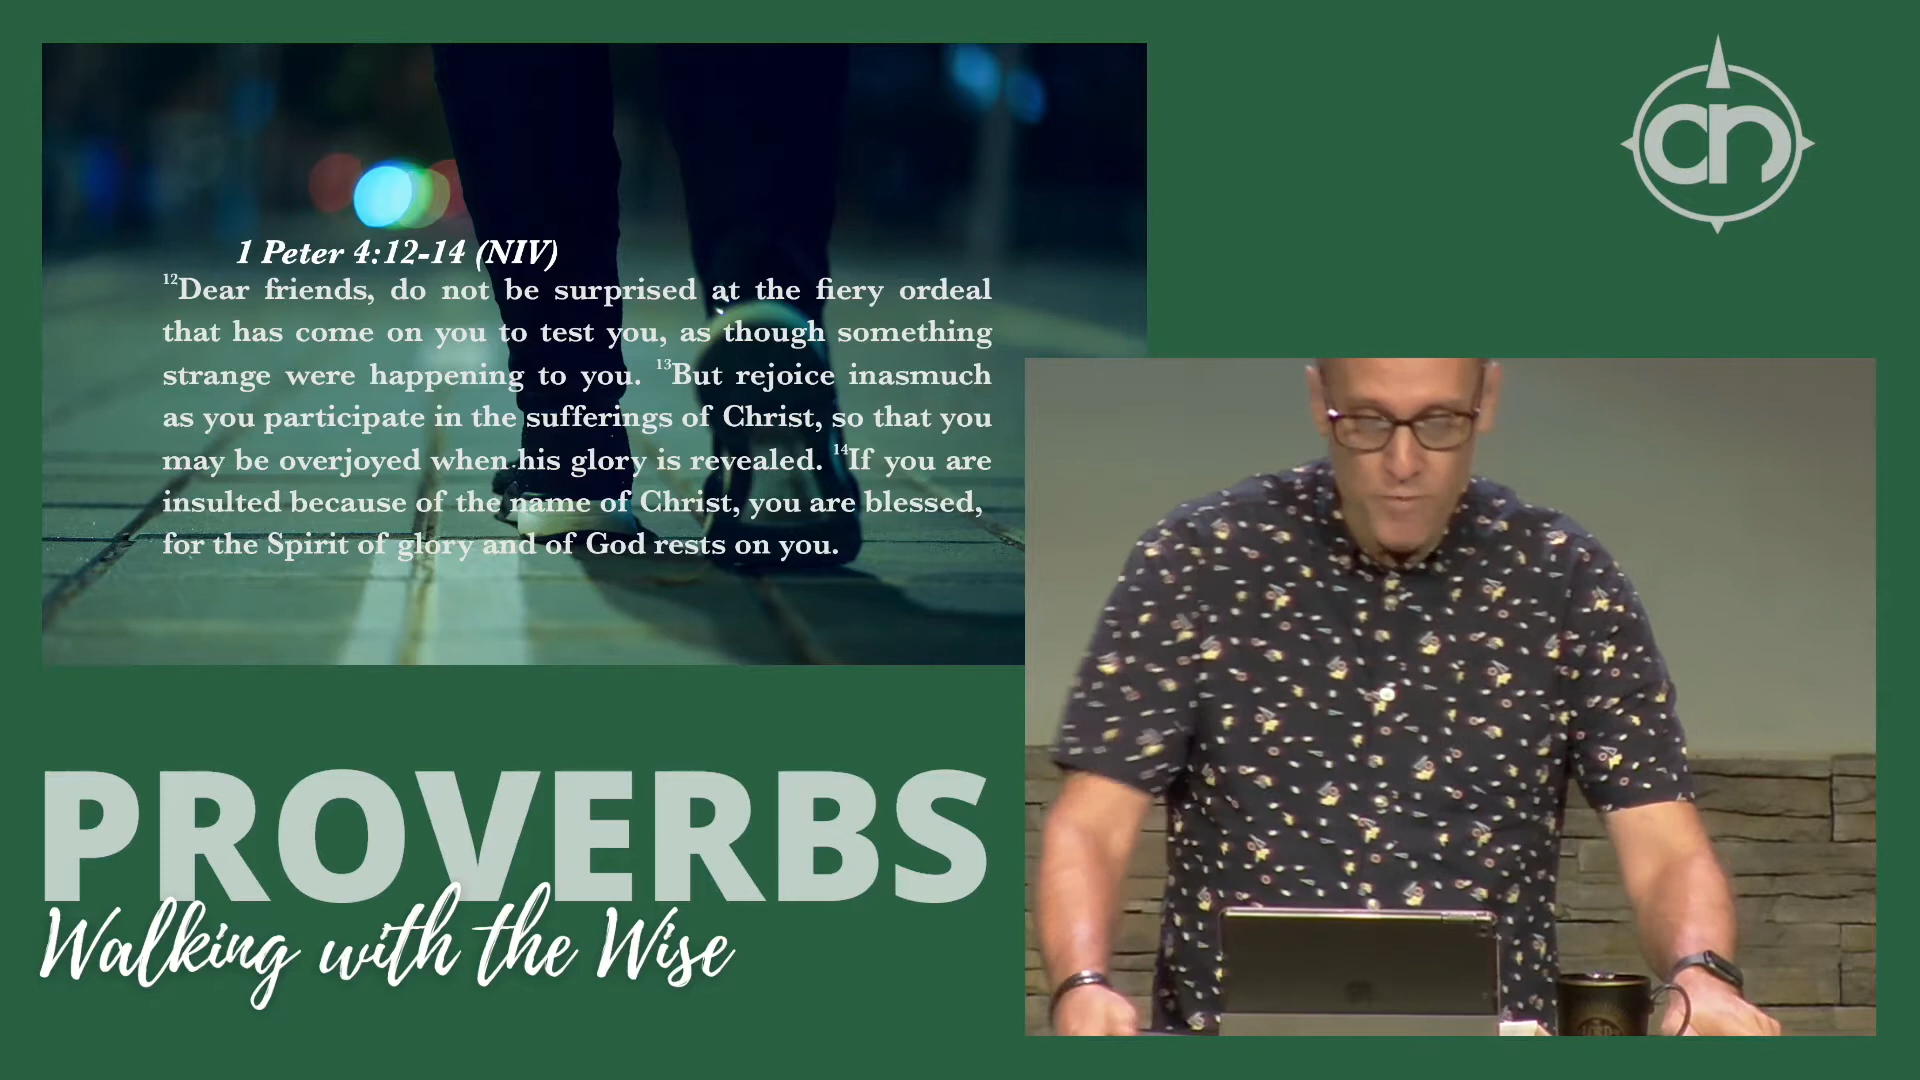 1 Peter 4:12-14 (NIV)
12Dear friends, do not be surprised at the fiery ordeal
that has come on you to test you, as though something
strange were happening to you. 13But rejoice inasmuch
as you participate in the sufferings of Christ, so that you
may be overjoyed when his glory is revealed. 14If you are
insulted because of the name of Christ, you are blessed,
for the Spirit of glory and of God rests on you.
cn
PROVERBS
Walking with the Wise